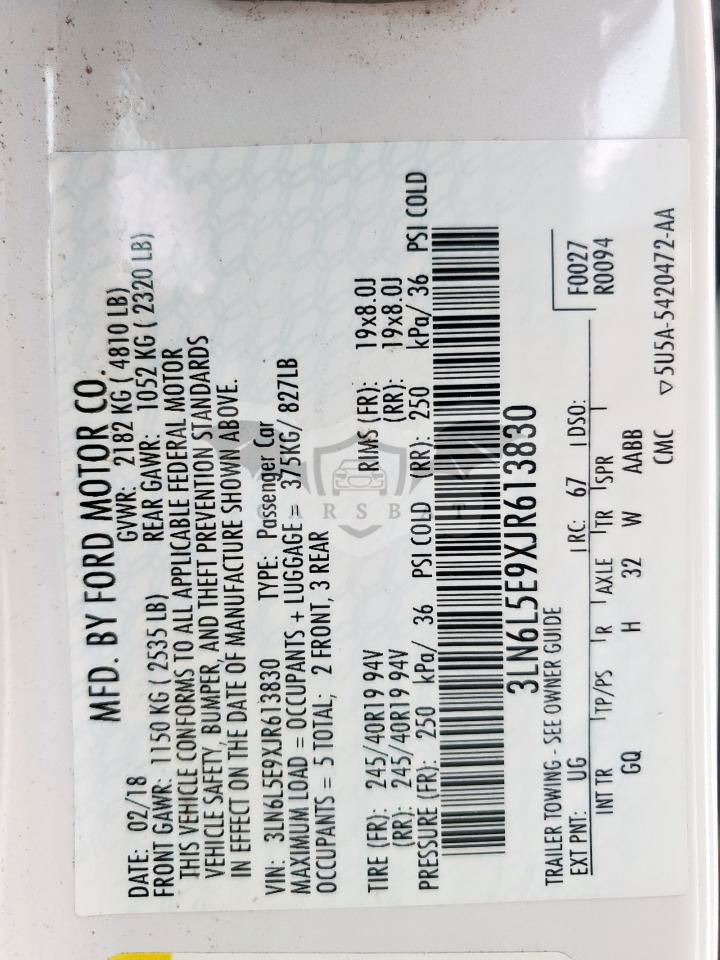 MFD. BY FORD MOTOR CO.
DATE: 02/18 GVWR: 2182 KG ( 4810 LB)
FRONT GAWR: 1150 KG ( 2535 LB) REAR GAWR: 1052 KG ( 2320 LB)
THIS VEHICLE CONFORMS TO ALL APPLICABLE FEDERAL MOTOR
VEHICLE SAFETY, BUMPER, AND THEFT PREVENTION STANDARDS
IN EFFECT ON THE DATE OF MANUFACTURE SHOWN ABOVE.
VIN: 3LN6L5E9XJR613830 TYPE: Passenger Car
MAXIMUM LOAD = OCCUPANTS + LUGGAGE = 375KG/ 827LB
OCCUPANTS = 5 TOTAL; 2 FRONT, 3 REAR
CARSBAT
TIRE (FR): 245/40R19 94V RIMS (FR): 19x8.0J
(RR): 245/40R19 94V (RR): 19x8.0J
PRESSURE (FR): 250 kPa/ 36 PSI COLD (RR): 250 kPa/ 36 PSI COLD
3LN6L5E9XJR613830
TRAILER TOWING - SEE OWNER GUIDE F0027
EXT PNT: UG RC: 67 DSO: R0094
INT TR TP/PS R AXLE TR SPR
GQ H 32 W AABB
CMC ▽5U5A-5420472-AA